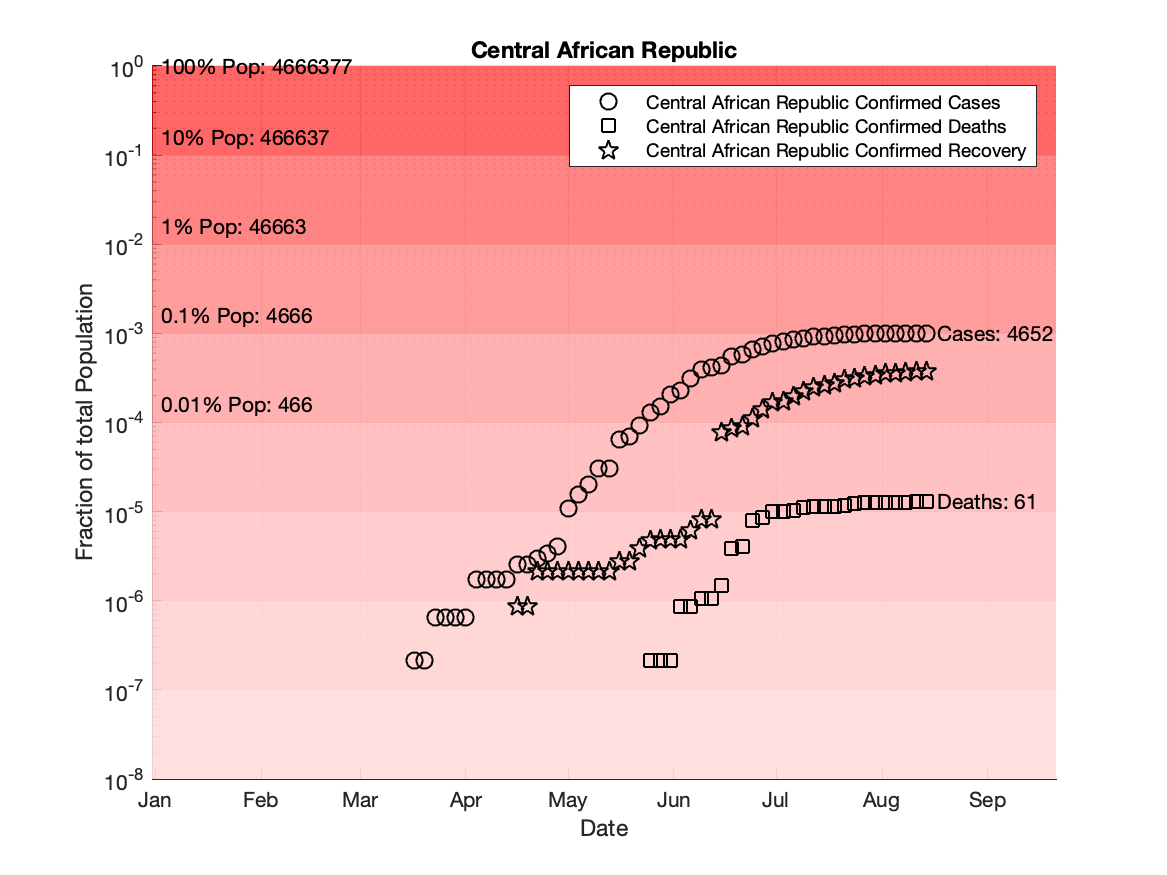 Central African Republic
10^0
100% Pop: 4666377
Central African Republic Confirmed Cases
Central African Republic Confirmed Deaths
10% Pop: 466637
Central African Republic Confirmed Recovery
10^-1
1% Pop: 46663
10^-2
0.1% Pop: 4666
10^-3
Cases: 4652
0.01% Pop: 466
10^-4
Deaths: 61
10^-5
10^-6
10^-7
10^-8
Fraction of total Population
Jan Feb Mar Apr May Jun Jul Aug Sep
Date